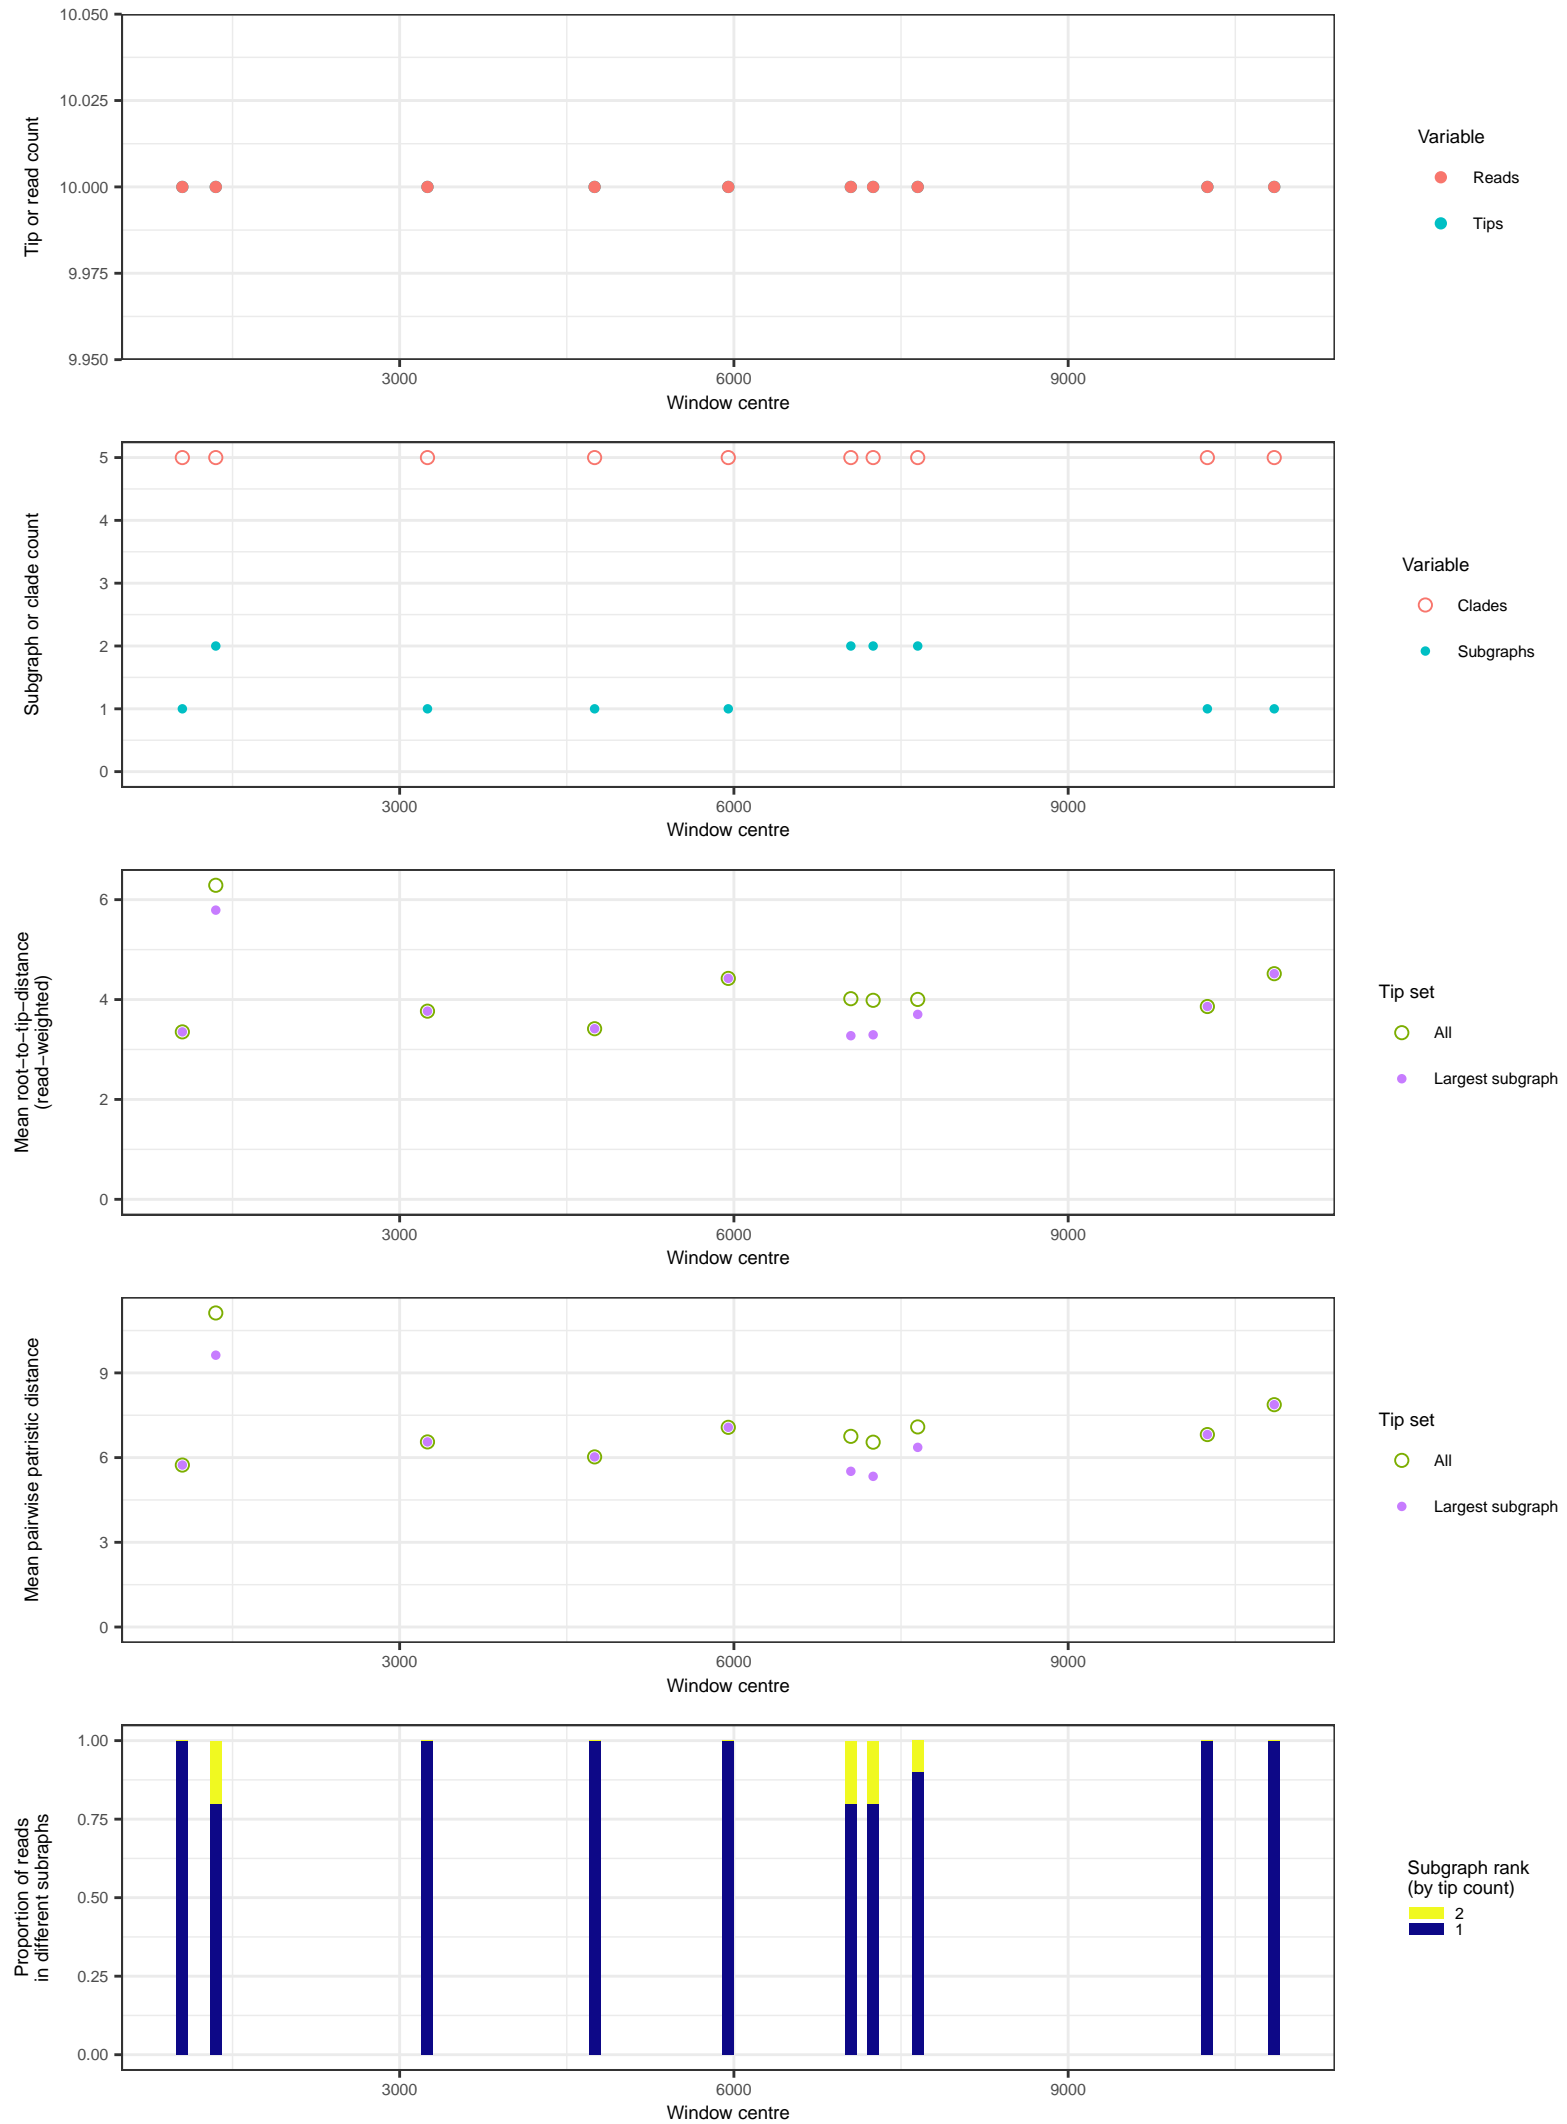 10.050
10.025
10.000
9.975
9.950
Tip or read count
3000 6000 9000
Window centre
Variable
Reads
Tips
5
4
3
2
1
0
Subgraph or clade count
3000 6000 9000
Window centre
Variable
Clades
Subgraphs
6
4
2
0
Mean root−to−tip−distance
(read−weighted)
3000 6000 9000
Window centre
Tip set
All
Largest subgraph
9
6
3
0
Mean pairwise patristic distance
3000 6000 9000
Window centre
Tip set
All
Largest subgraph
1.00
0.75
0.50
0.25
0.00
Proportion of reads
in different subraphs
3000 6000 9000
Window centre
Subgraph rank
(by tip count)
2
1